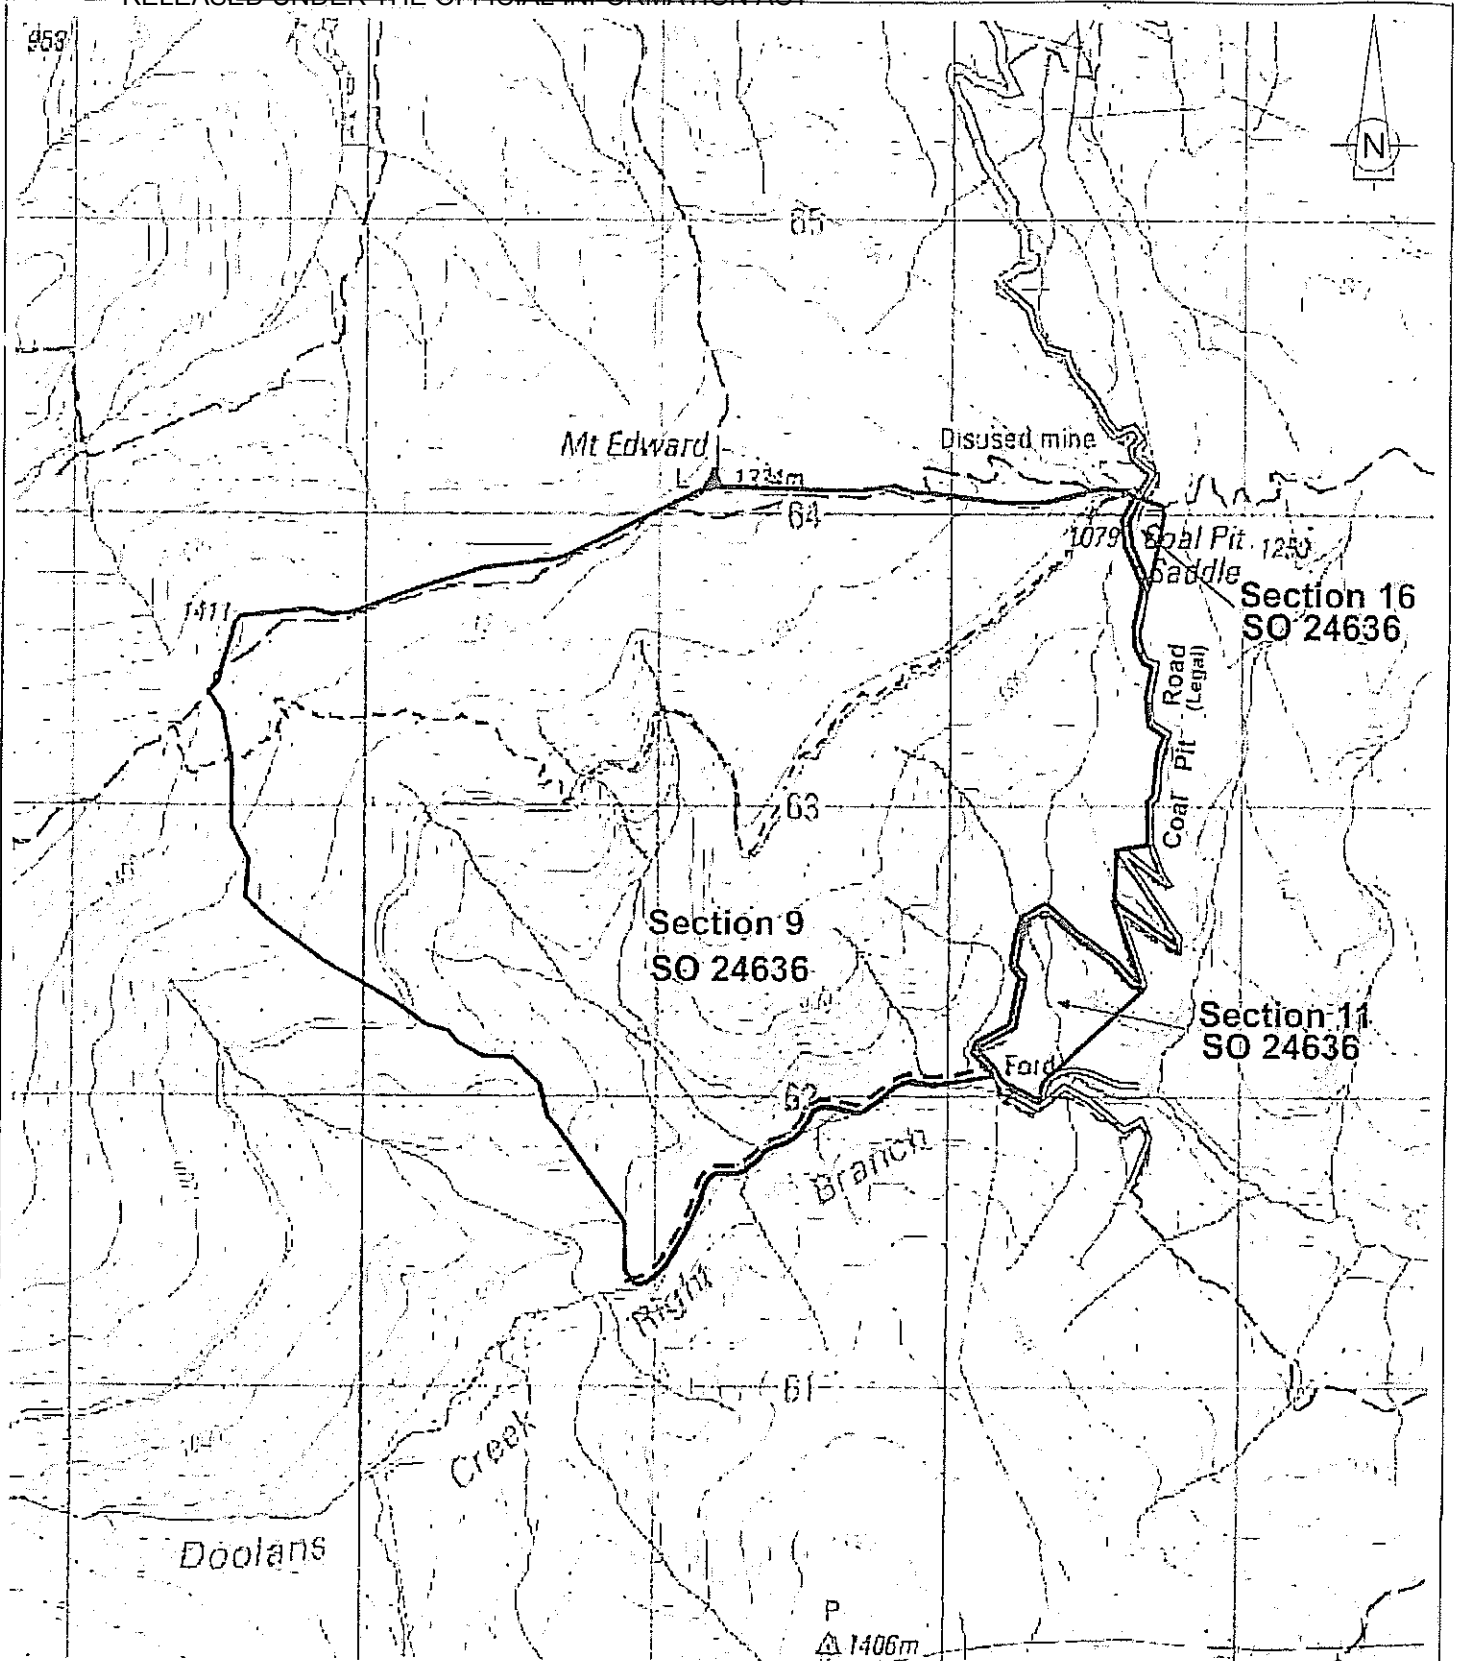 RELEASED UNDER THE OFFICIAL INFORMATION ACT
N
65
Mt Edward
Disused mine
L
64
1079
Saddle
Section 16
SO 24636
1411
Coal Pit Road
(Legal)
63
Section 9
SO 24636
Section 11
SO 24636
Ford
62
Right Branch
61
Creek
Doolans
P
1406m